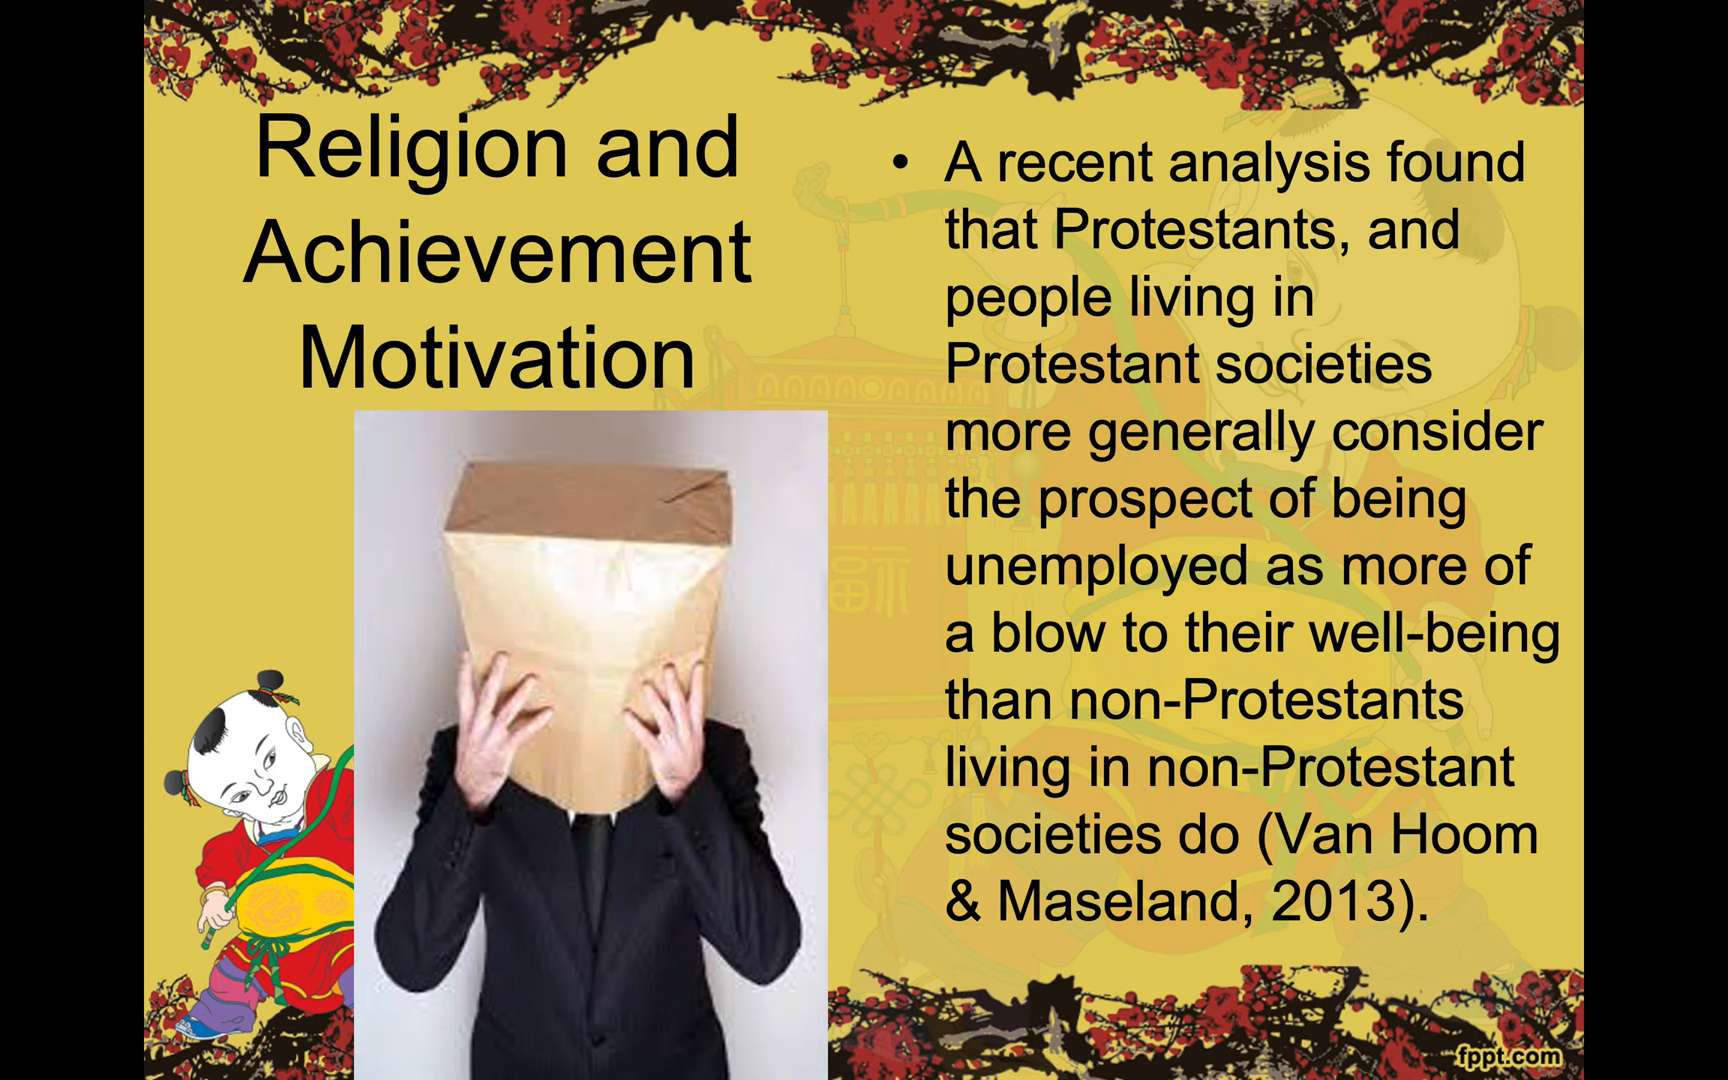 Religion and
Achievement
Motivation
• A recent analysis found
that Protestants, and
people living in
Protestant societies
more generally consider
the prospect of being
unemployed as more of
a blow to their well-being
than non-Protestants
living in non-Protestant
societies do (Van Hoom
& Maseland, 2013).
福
fppt.com